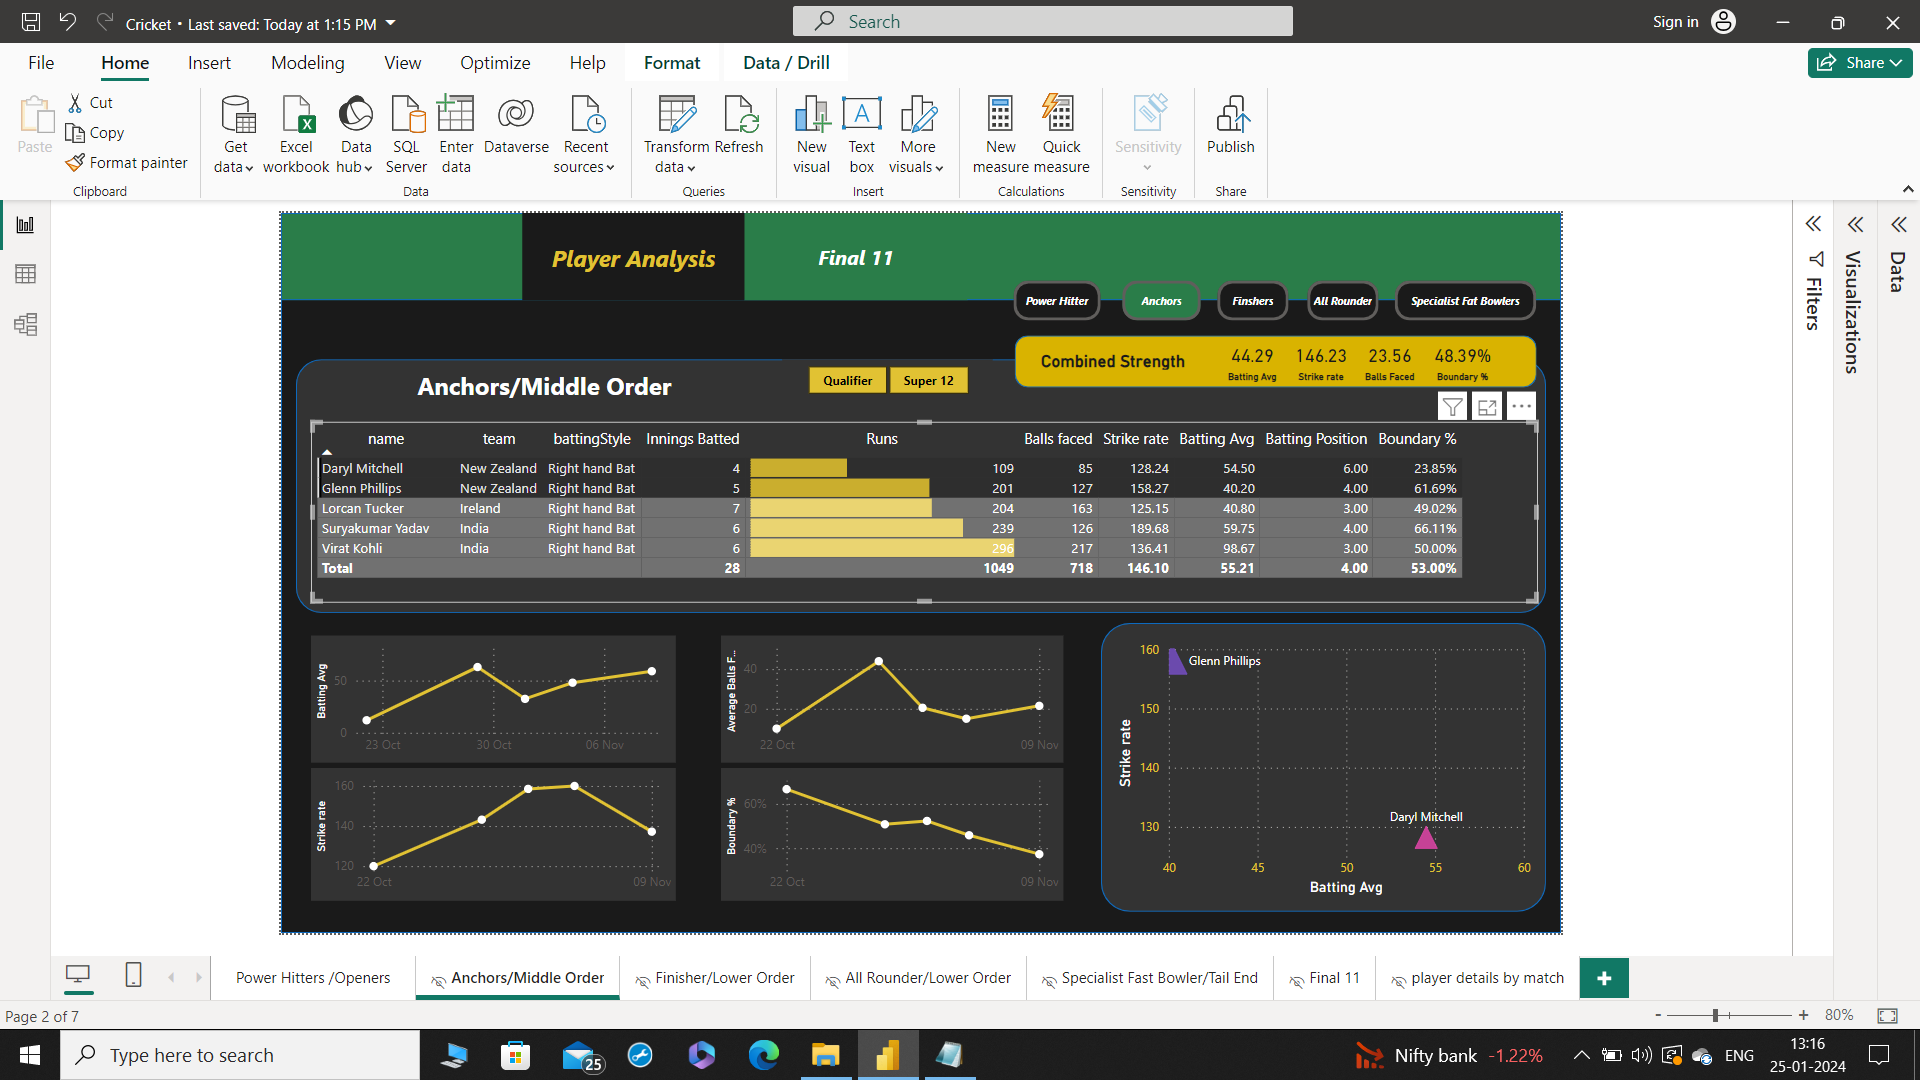 Cricket • Last saved: Today at 1:15 PM
Search
Sign in
File Home Insert Modeling View Optimize Help Format Data / Drill
Share
Paste
Cut
Copy
Format painter
Clipboard
Get data
Excel workbook
Data hub
SQL Server
Enter data
Dataverse
Recent sources
Data
Transform data
Refresh
Queries
New visual
Text box
More visuals
Insert
New measure
Quick measure
Calculations
Sensitivity
Sensitivity
Publish
Share
Player Analysis
Final 11
Power Hitter
Anchors
Finshers
All Rounder
Specialist Fat Bowlers
Combined Strength
44.29 146.23 23.56 48.39%
Batting Avg Strike rate Balls Faced Boundary %
Anchors/Middle Order
Qualifier
Super 12
name team battingStyle Innings Batted Runs Balls faced Strike rate Batting Avg Batting Position Boundary %
Daryl Mitchell New Zealand Right hand Bat 4 109 85 128.24 54.50 6.00 23.85%
Glenn Phillips New Zealand Right hand Bat 5 201 127 158.27 40.20 4.00 61.69%
Lorcan Tucker Ireland Right hand Bat 7 204 163 125.15 40.80 3.00 49.02%
Suryakumar Yadav India Right hand Bat 6 239 126 189.68 59.75 4.00 66.11%
Virat Kohli India Right hand Bat 6 296 217 136.41 98.67 3.00 50.00%
Total 28 1049 718 146.10 55.21 4.00 53.00%
Batting Avg
50
0
23 Oct 30 Oct 06 Nov
Average Balls F...
40
20
22 Oct 09 Nov
Strike rate
160
140
120
22 Oct 09 Nov
Boundary %
60%
40%
22 Oct 09 Nov
Strike rate
160
150
140
130
Glenn Phillips
Daryl Mitchell
40 45 50 55 60
Batting Avg
Filters
Visualizations
Data
Power Hitters /Openers
Anchors/Middle Order
Finisher/Lower Order
All Rounder/Lower Order
Specialist Fast Bowler/Tail End
Final 11
player details by match
+
Page 2 of 7
- + 80%
Type here to search
25
Nifty bank -1.22%
ENG
13:16
25-01-2024